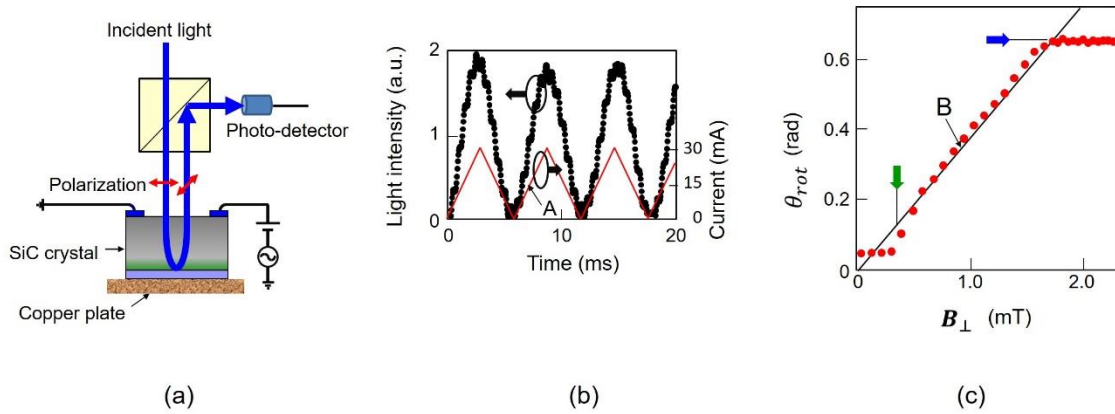 Incident light
Photo-detector
Polarization
SiC crystal
Copper plate
(a)
Light intensity (a.u.)
2
1
0
A
30
15
0
Current (mA)
0 10 20
Time (ms)
(b)
θrot (rad)
0.6
0.4
0.2
0
B
0 1.0 2.0
B⊥ (mT)
(c)